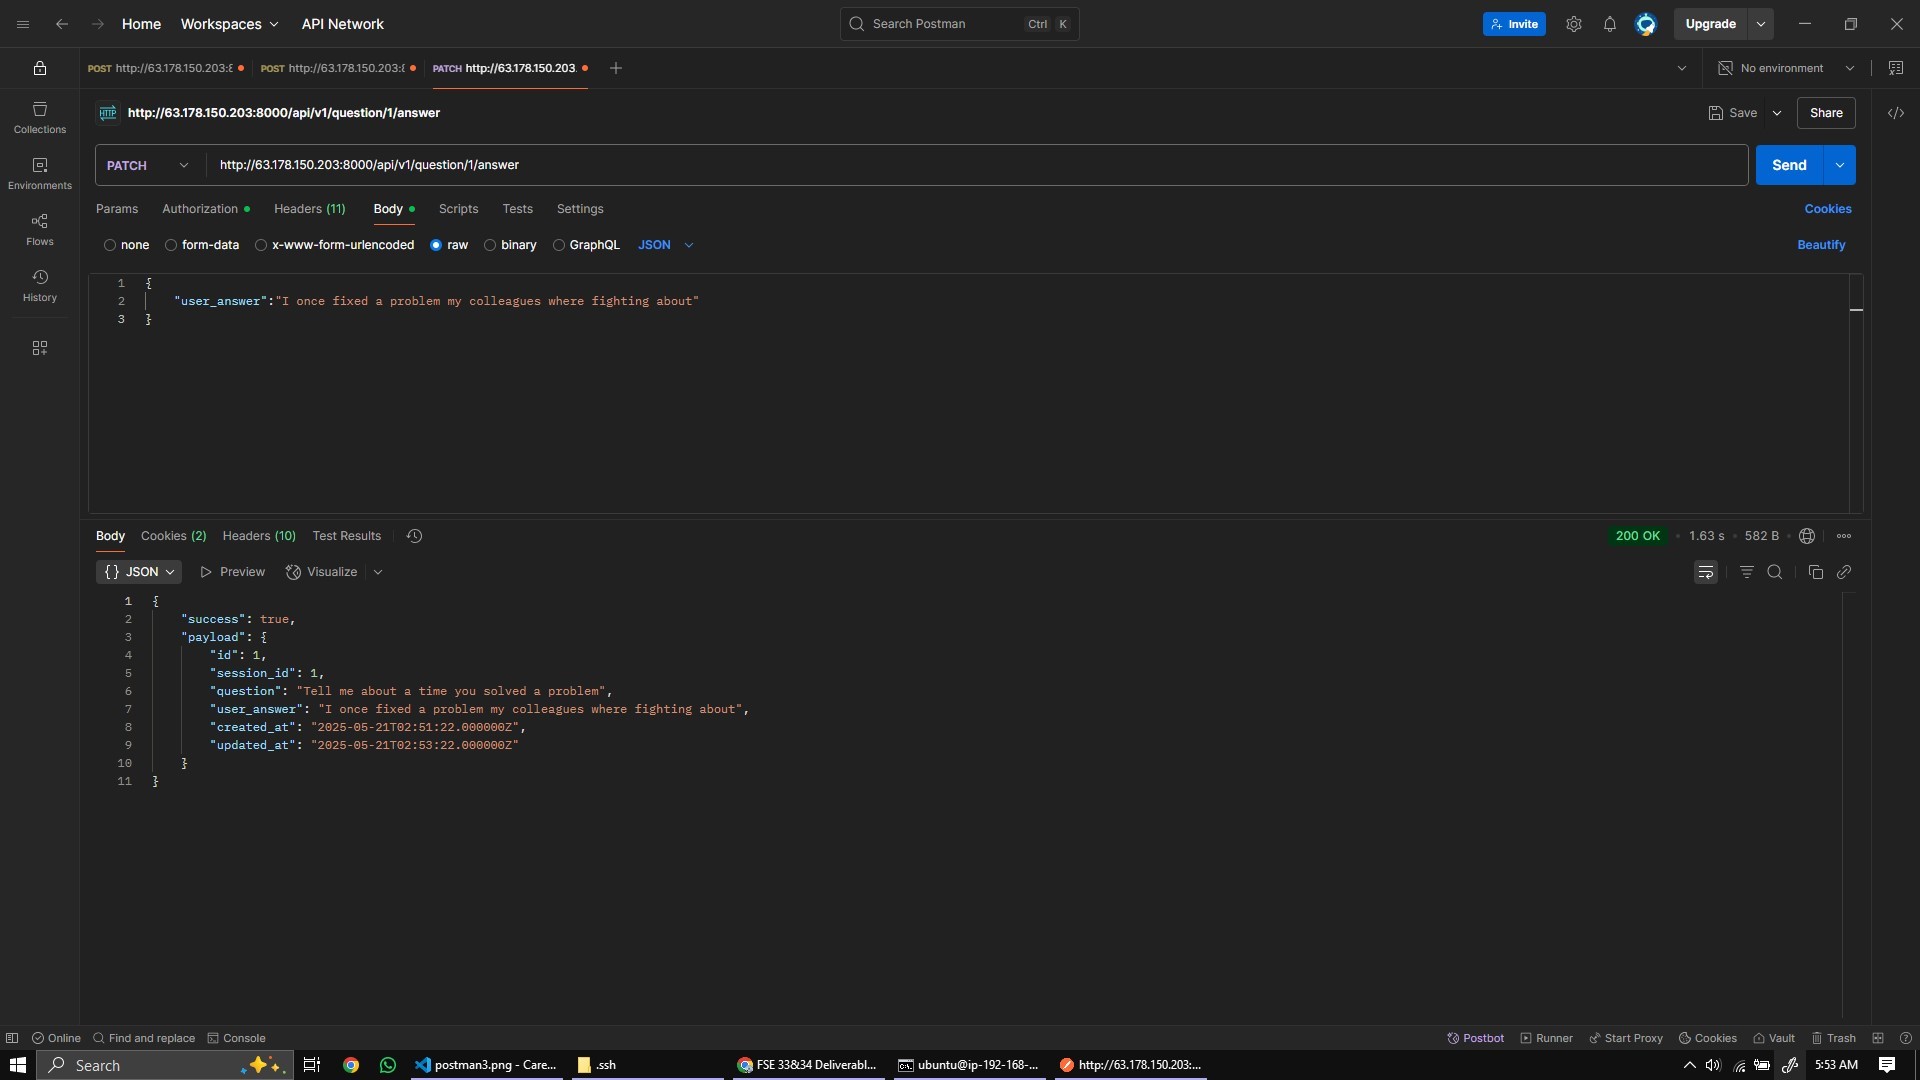 Home Workspaces API Network Search Postman Ctrl K Invite Upgrade
POST http://63.178.150.203:8 POST http://63.178.150.203:8 PATCH http://63.178.150.203. No environment
HTTP http://63.178.150.203:8000/api/v1/question/1/answer Save Share
Collections
PATCH http://63.178.150.203:8000/api/v1/question/1/answer Send
Environments
Params Authorization Headers (11) Body Scripts Tests Settings Cookies
Flows
none form-data x-www-form-urlencoded raw binary GraphQL JSON Beautify
History
1 {
2 "user_answer":"I once fixed a problem my colleagues where fighting about"
3 }
Body Cookies (2) Headers (10) Test Results 200 OK 1.63 s 582 B
{} JSON Preview Visualize
1 {
2 "success": true,
3 "payload": {
4 "id": 1,
5 "session_id": 1,
6 "question": "Tell me about a time you solved a problem",
7 "user_answer": "I once fixed a problem my colleagues where fighting about",
8 "created_at": "2025-05-21T02:51:22.000000Z",
9 "updated_at": "2025-05-21T02:53:22.000000Z"
10 }
11 }
Online Find and replace Console Postbot Runner Start Proxy Cookies Vault Trash
Search postman3.png - Care... .ssh FSE 33&34 Deliverabl... ubuntu@ip-192-168-... http://63.178.150.203:... 5:53 AM